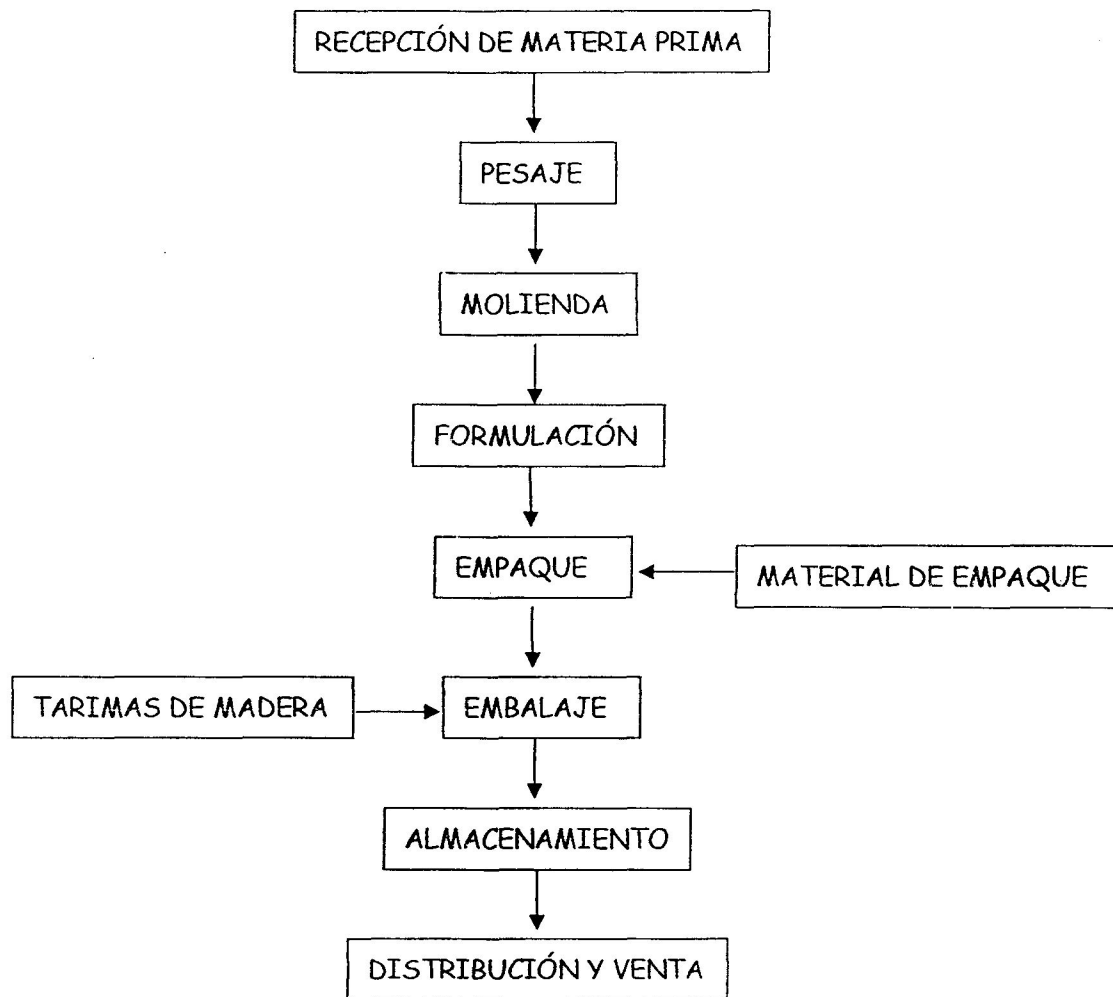 RECEPCIÓN DE MATERIA PRIMA
PESAJE
MOLIENDA
FORMULACIÓN
EMPAQUE
MATERIAL DE EMPAQUE
TARIMAS DE MADERA
EMBALAJE
ALMACENAMIENTO
DISTRIBUCIÓN Y VENTA